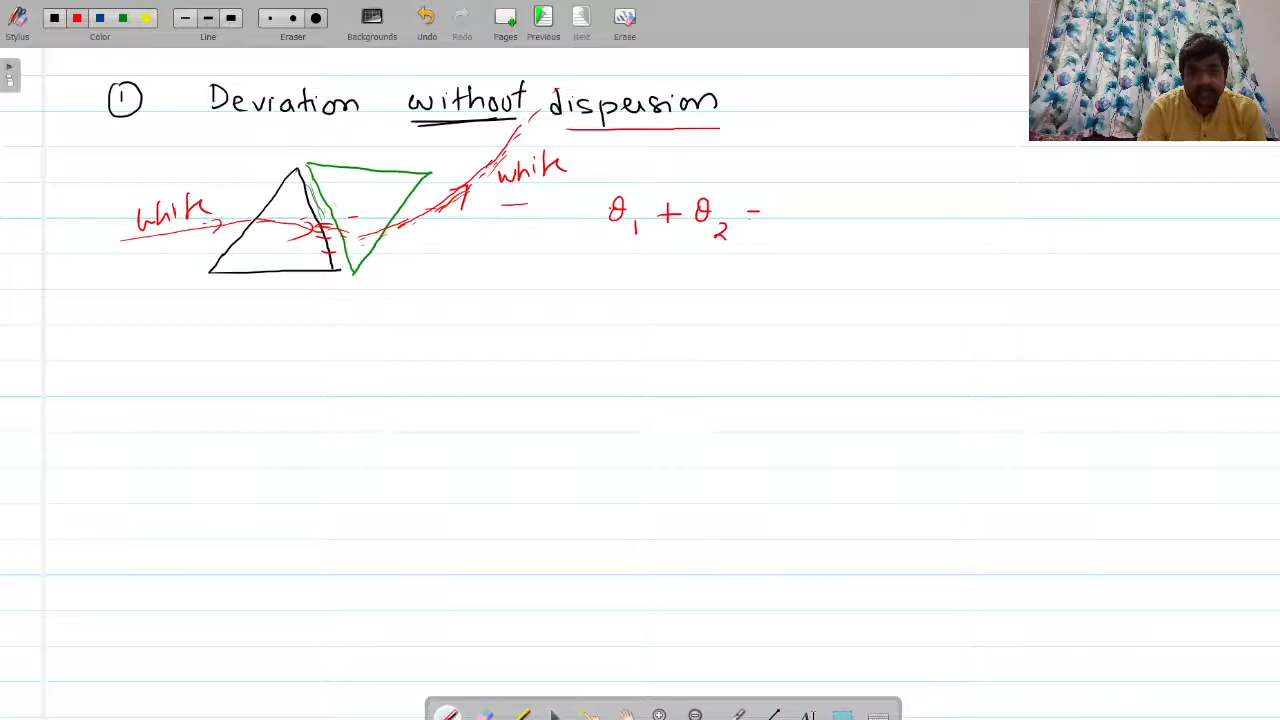 Stylus Color Line Eraser Backgrounds Undo Redo Pages Previous Next Erase
① Deviation without dispersion
white
white
θ₁ + θ₂ -